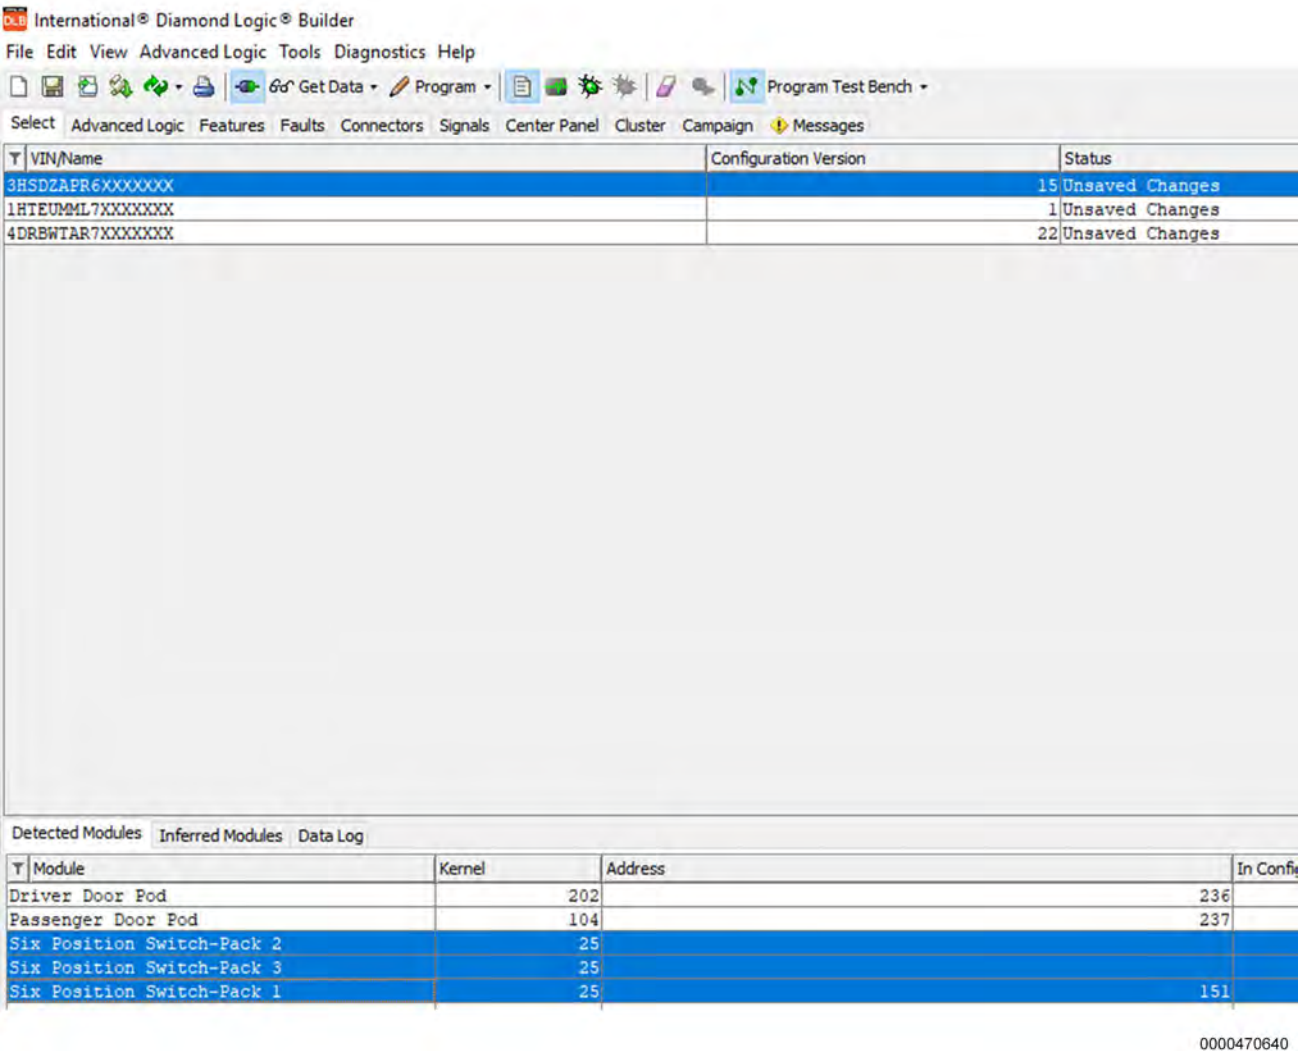 DLB International® Diamond Logic® Builder
File Edit View Advanced Logic Tools Diagnostics Help
Get Data Program Program Test Bench
Select Advanced Logic Features Faults Connectors Signals Center Panel Cluster Campaign Messages
VIN/Name Configuration Version Status
3HSDZAPR6XXXXXXX 15 Unsaved Changes
1HTEUMML7XXXXXXX 1 Unsaved Changes
4DRBWTAR7XXXXXXX 22 Unsaved Changes
Detected Modules Inferred Modules Data Log
Module Kernel Address In Config
Driver Door Pod 202 236
Passenger Door Pod 104 237
Six Position Switch-Pack 2 25
Six Position Switch-Pack 3 25
Six Position Switch-Pack 1 25 151
0000470640